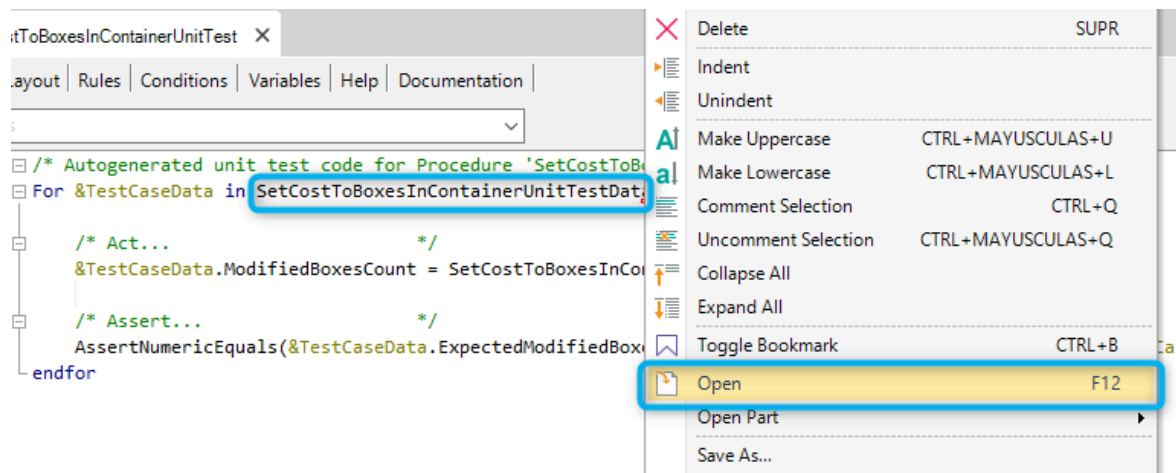 tToBoxesInContainerUnitTest
Layout Rules Conditions Variables Help Documentation
/* Autogenerated unit test code for Procedure 'SetCostToBo
For &TestCaseData in SetCostToBoxesInContainerUnitTestData
/* Act... */
&TestCaseData.ModifiedBoxesCount = SetCostToBoxesInCon
/* Assert... */
AssertNumericEquals(&TestCaseData.ExpectedModifiedBoxe
endfor
Delete SUPR
Indent
Unindent
Make Uppercase CTRL+MAYUSCULAS+U
Make Lowercase CTRL+MAYUSCULAS+L
Comment Selection CTRL+Q
Uncomment Selection CTRL+MAYUSCULAS+Q
Collapse All
Expand All
Toggle Bookmark CTRL+B
Open F12
Open Part
Save As...